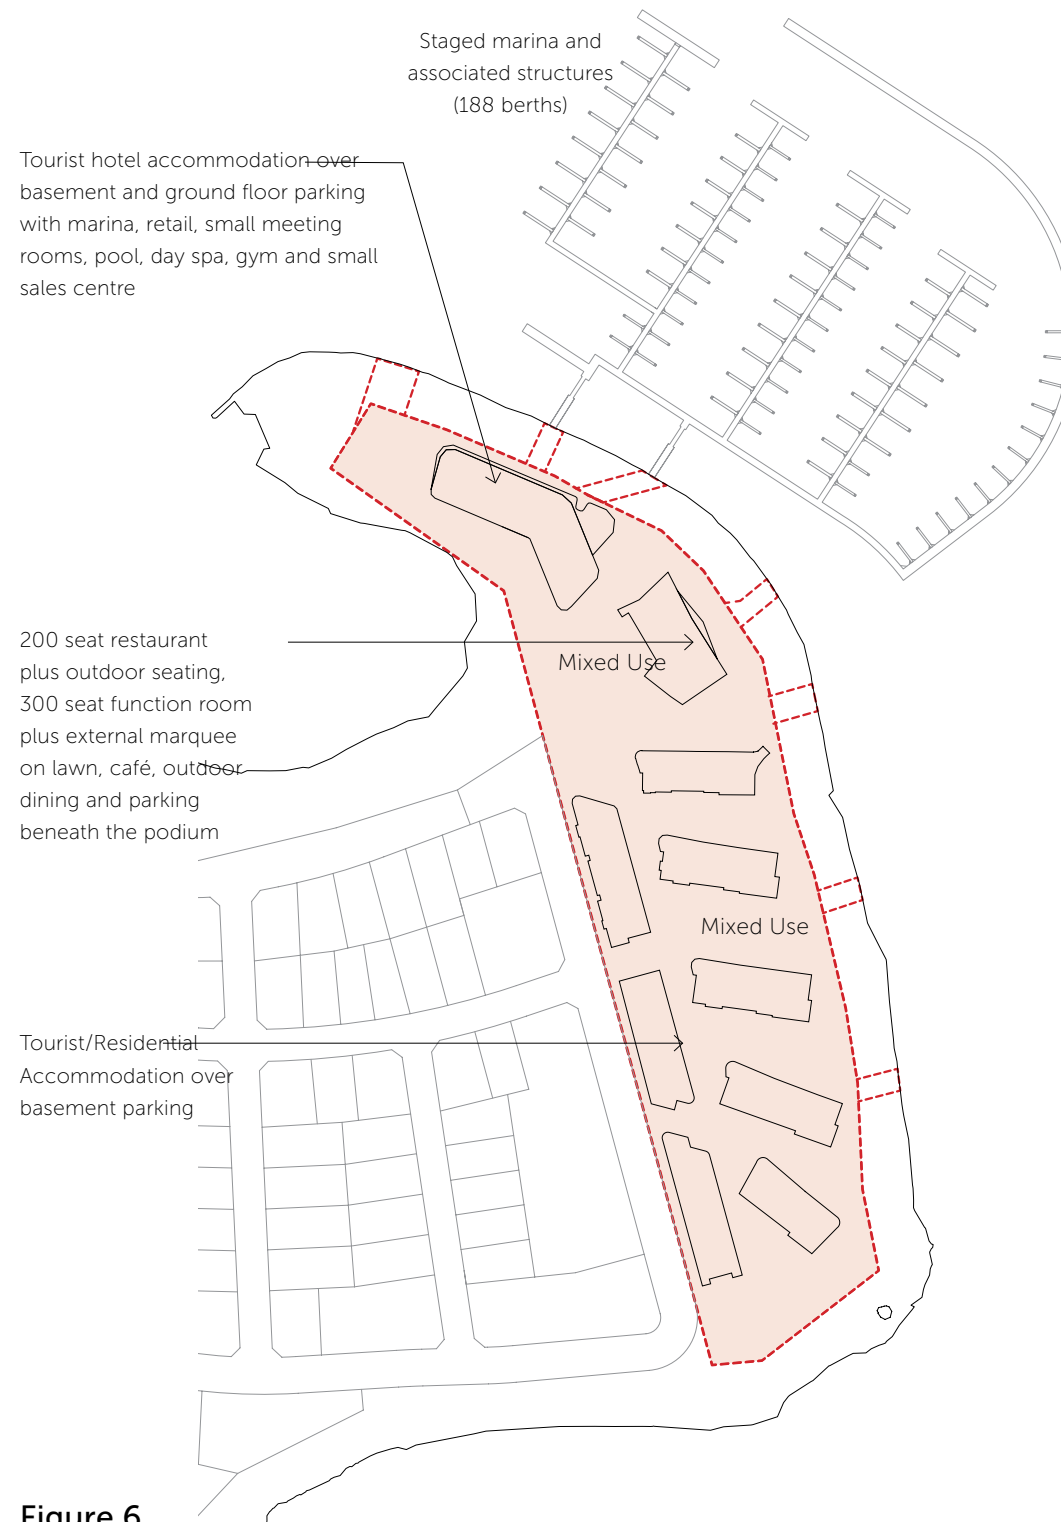 Staged marina and
associated structures
(188 berths)
Tourist hotel accommodation over
basement and ground floor parking
with marina, retail, small meeting
rooms, pool, day spa, gym and small
sales centre
200 seat restaurant
plus outdoor seating,
300 seat function room
plus external marquee
on lawn, café, outdoor
dining and parking
beneath the podium
Mixed Use
Mixed Use
Tourist/Residential
Accommodation over
basement parking
Figure 6